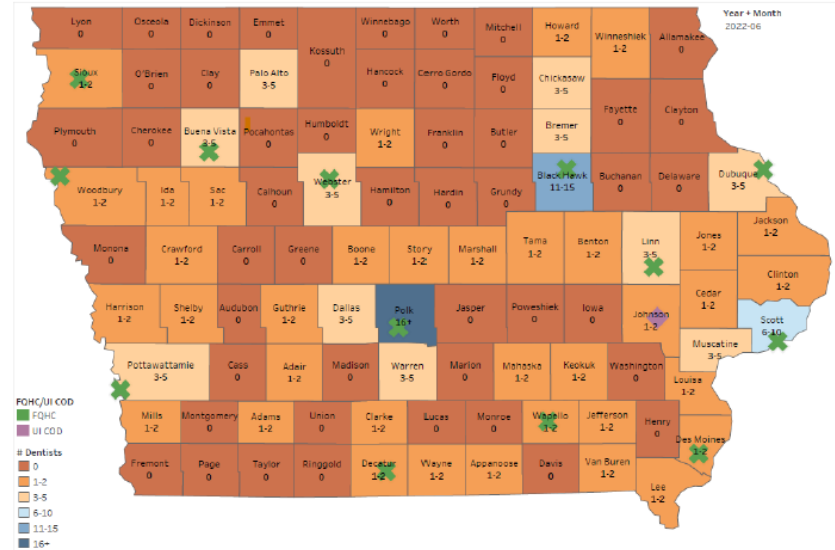 Year + Month
2022-06
Lyon
0
Osceola
0
Dickinson
0
Emmet
0
Kossuth
0
Winnebago
0
Worth
0
Mitchell
0
Howard
1-2
Winneshiek
1-2
Allamakee
0
Sioux
1-2
O'Brien
0
Clay
0
Palo Alto
3-5
Hancock
0
Cerro Gordo
0
Floyd
0
Chickasaw
3-5
Fayette
0
Clayton
0
Plymouth
0
Cherokee
0
Buena Vista
3-5
Pocahontas
0
Humboldt
0
Wright
1-2
Franklin
0
Butler
0
Bremer
3-5
Woodbury
1-2
Ida
1-2
Sac
1-2
Calhoun
0
Webster
3-5
Hamilton
0
Hardin
0
Grundy
0
Black Hawk
11-15
Buchanan
0
Delaware
0
Dubuque
3-5
Monona
0
Crawford
1-2
Carroll
0
Greene
0
Boone
1-2
Story
1-2
Marshall
1-2
Tama
1-2
Benton
1-2
Linn
3-5
Jones
1-2
Jackson
1-2
Clinton
1-2
Harrison
1-2
Shelby
1-2
Audubon
0
Guthrie
1-2
Dallas
3-5
Polk
16+
Jasper
0
Poweshiek
0
Iowa
0
Johnson
1-2
Cedar
1-2
Scott
6-10
Muscatine
3-5
Pottawattamie
3-5
Cass
0
Adair
1-2
Madison
0
Warren
3-5
Marion
0
Mahaska
1-2
Keokuk
1-2
Washington
0
Louisa
1-2
Mills
1-2
Montgomery
0
Adams
1-2
Union
0
Clarke
1-2
Lucas
0
Monroe
0
Wapello
1-2
Jefferson
1-2
Henry
0
Des Moines
1-2
Fremont
0
Page
0
Taylor
0
Ringgold
0
Decatur
1-2
Wayne
1-2
Appanoose
1-2
Davis
0
Van Buren
1-2
Lee
1-2
FQHC/UI COD
FQHC
UI COD
# Dentists
0
1-2
3-5
6-10
11-15
16+